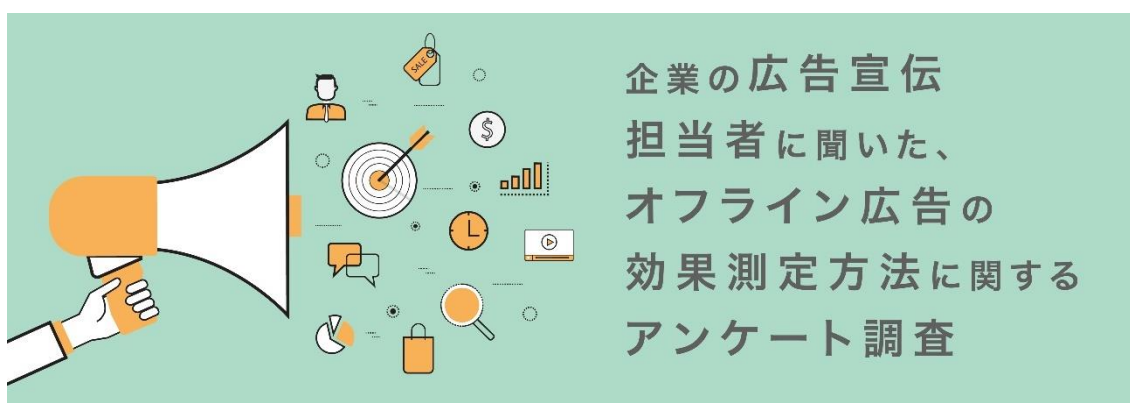 SALE
$
企業の広告宣伝
担当者に聞いた、
オフライン広告の
効果測定方法に関する
アンケート調査